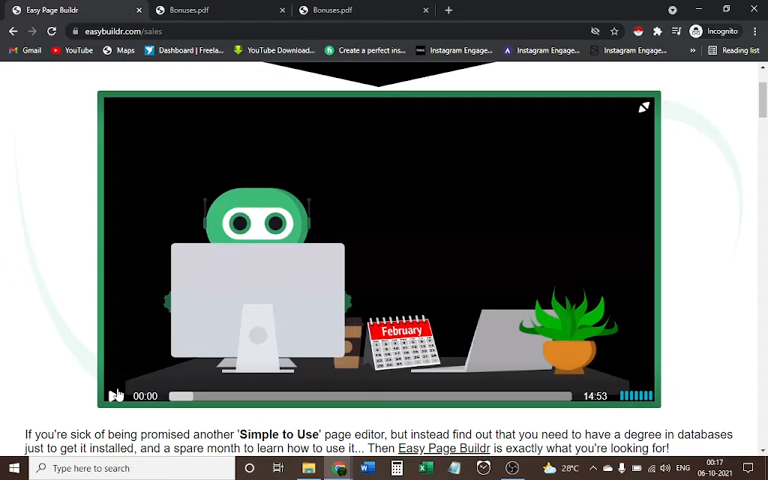 Easy Page Buildr
Bonuses.pdf
Bonuses.pdf
easybuildr.com/sales
Incognito
Gmail
YouTube
Maps
Dashboard | Freela...
YouTube Download...
Create a perfect ins...
Instagram Engage...
Instagram Engage...
Instagram Engage...
Reading list
February
00:00
14:53
If you're sick of being promised another 'Simple to Use' page editor, but instead find out that you need to have a degree in databases
just to get it installed, and a spare month to learn how to use it... Then Easy Page Buildr is exactly what you're looking for!
Type here to search
28°C
ENG
00:17
06-10-2021